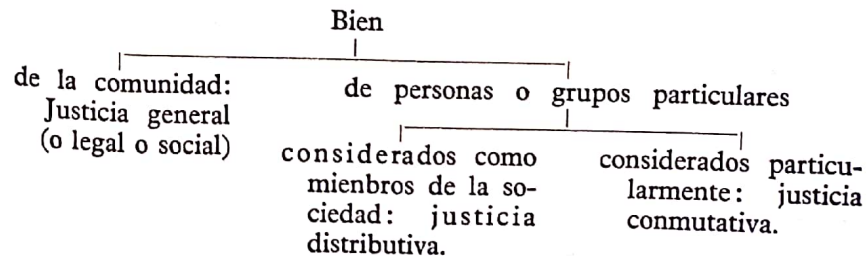 Bien
de la comunidad:
Justicia general
(o legal o social)
de personas o grupos particulares
considerados como
mienbros de la so-
ciedad: justicia
distributiva.
considerados particu-
larmente: justicia
conmutativa.